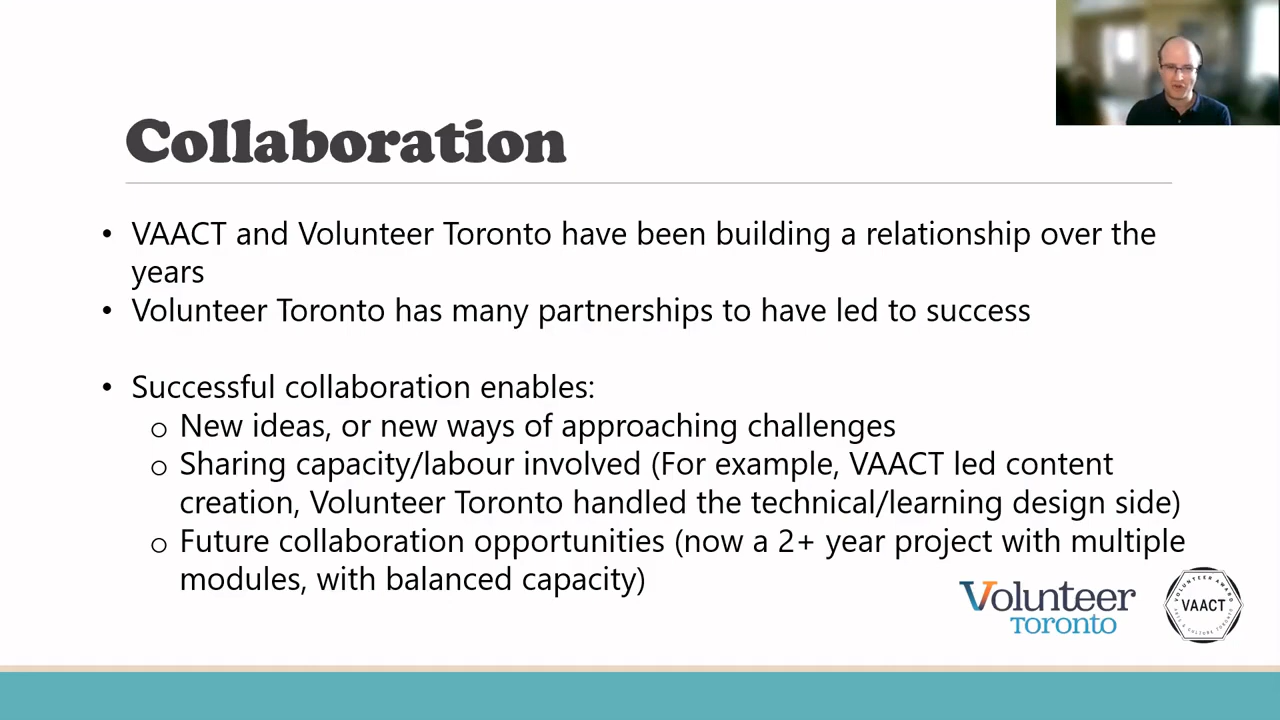 Collaboration
• VAACT and Volunteer Toronto have been building a relationship over the
years
• Volunteer Toronto has many partnerships to have led to success
• Successful collaboration enables:
o New ideas, or new ways of approaching challenges
o Sharing capacity/labour involved (For example, VAACT led content
creation, Volunteer Toronto handled the technical/learning design side)
o Future collaboration opportunities (now a 2+ year project with multiple
modules, with balanced capacity)
Volunteer
Toronto
VOLUNTEER AWARD
VAACT